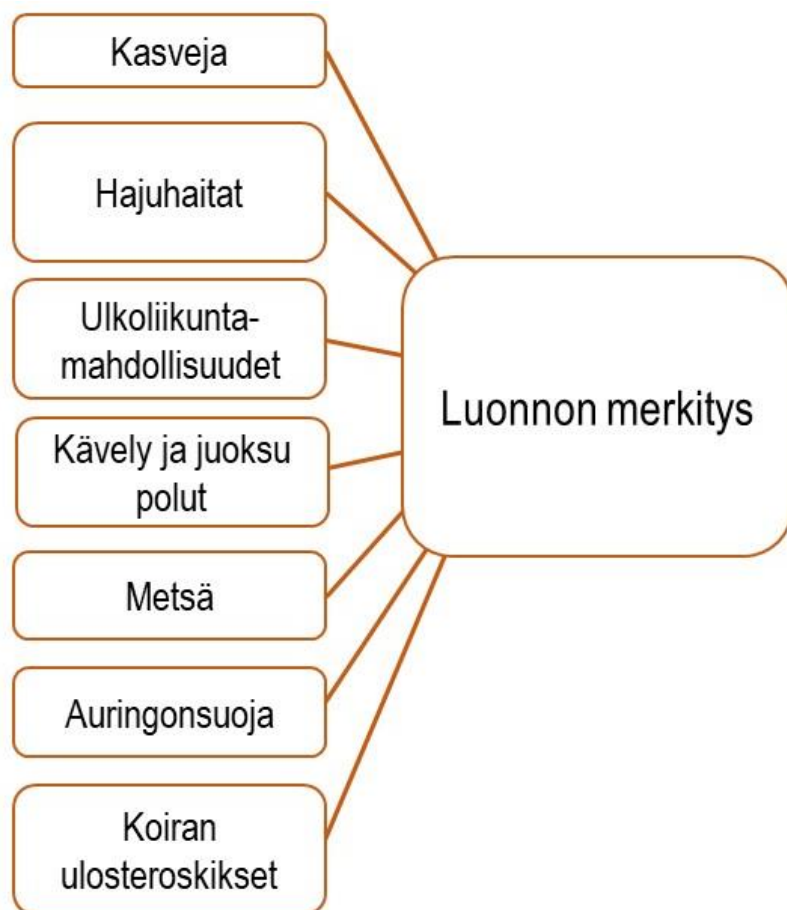 Kasveja
Hajuhaitat
Ulkoliikunta-
mahdollisuudet
Kävely ja juoksu
polut
Metsä
Auringonsuoja
Koiran
ulosteroskikset
Luonnon merkitys